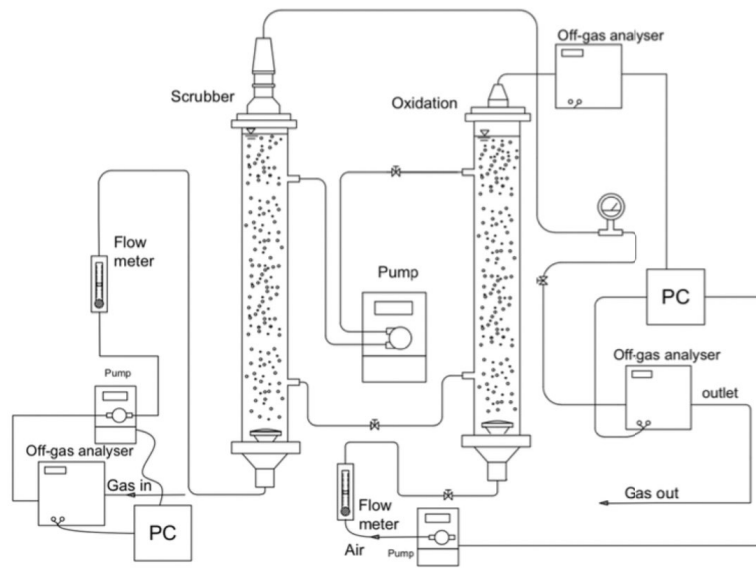 Off-gas analyser
Scrubber
Oxidation
Flow
meter
Pump
PC
Pump
Off-gas analyser
outlet
Off-gas analyser
Gas in
Gas out
Flow
meter
PC
Air
Pump